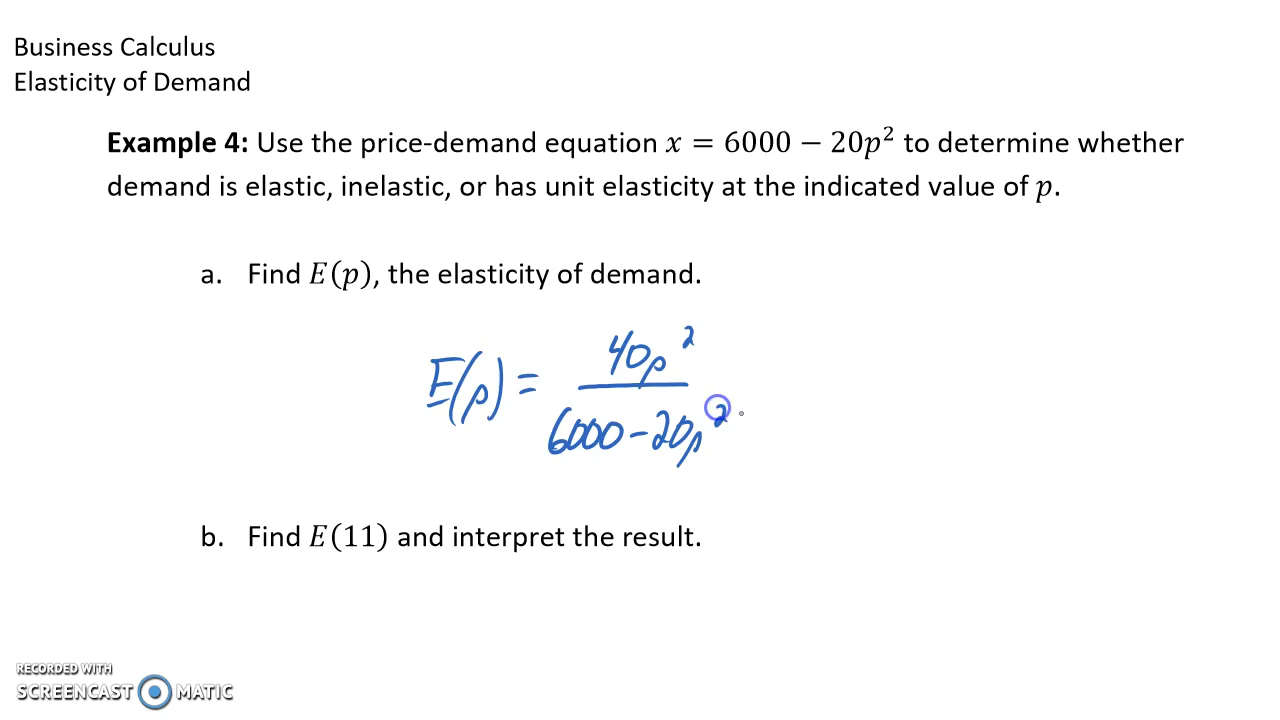 Business Calculus
Elasticity of Demand
Example 4: Use the price-demand equation x = 6000 − 20p² to determine whether
demand is elastic, inelastic, or has unit elasticity at the indicated value of p.
a. Find E(p), the elasticity of demand.
E(p) = 40p² / 6000 − 20p²
b. Find E(11) and interpret the result.
RECORDED WITH
SCREENCAST MATIC